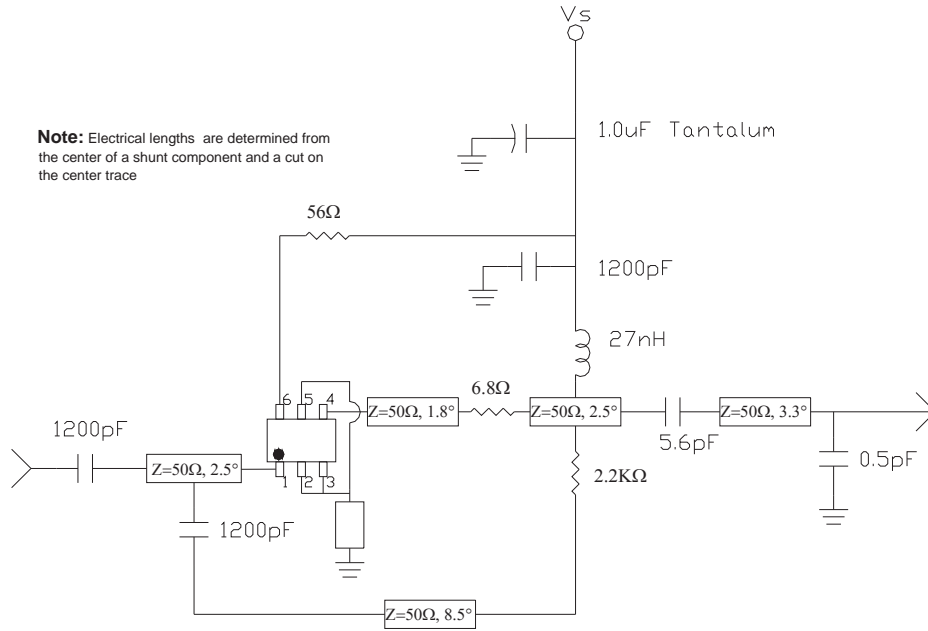 Vs
Note: Electrical lengths are determined from
the center of a shunt component and a cut on
the center trace
1.0uF Tantalum
56Ω
1200pF
27nH
6 5 4
Z=50Ω, 1.8°
6.8Ω
Z=50Ω, 2.5°
5.6pF
Z=50Ω, 3.3°
0.5pF
1200pF
Z=50Ω, 2.5°
1 2 3
2.2KΩ
1200pF
Z=50Ω, 8.5°